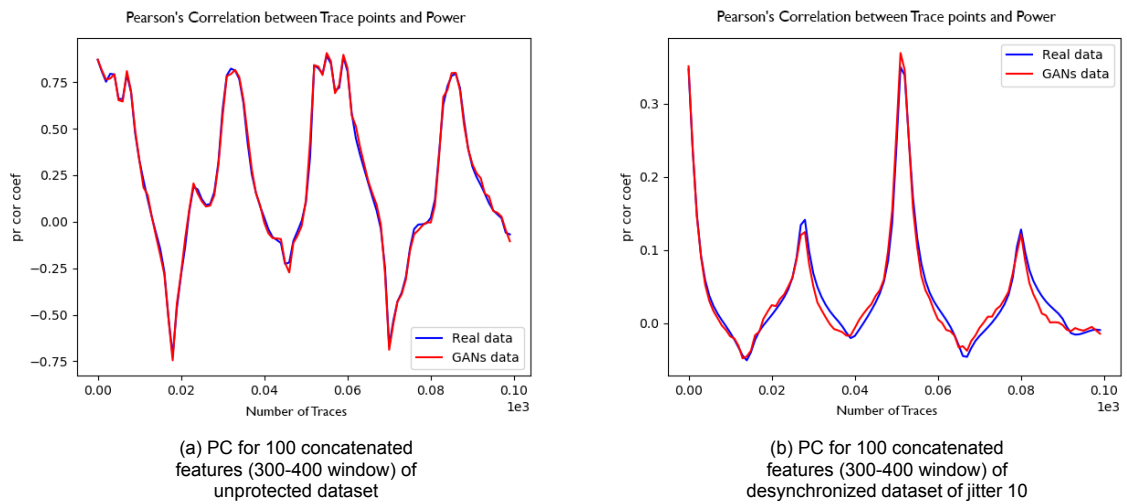 Pearson's Correlation between Trace points and Power
pr cor coef
0.75
0.50
0.25
0.00
−0.25
−0.50
−0.75
Real data
GANs data
0.00 0.02 0.04 0.06 0.08 0.10
1e3
Number of Traces
(a) PC for 100 concatenated
features (300-400 window) of
unprotected dataset
Pearson's Correlation between Trace points and Power
pr cor coef
0.3
0.2
0.1
0.0
Real data
GANs data
0.00 0.02 0.04 0.06 0.08 0.10
1e3
Number of Traces
(b) PC for 100 concatenated
features (300-400 window) of
desynchronized dataset of jitter 10